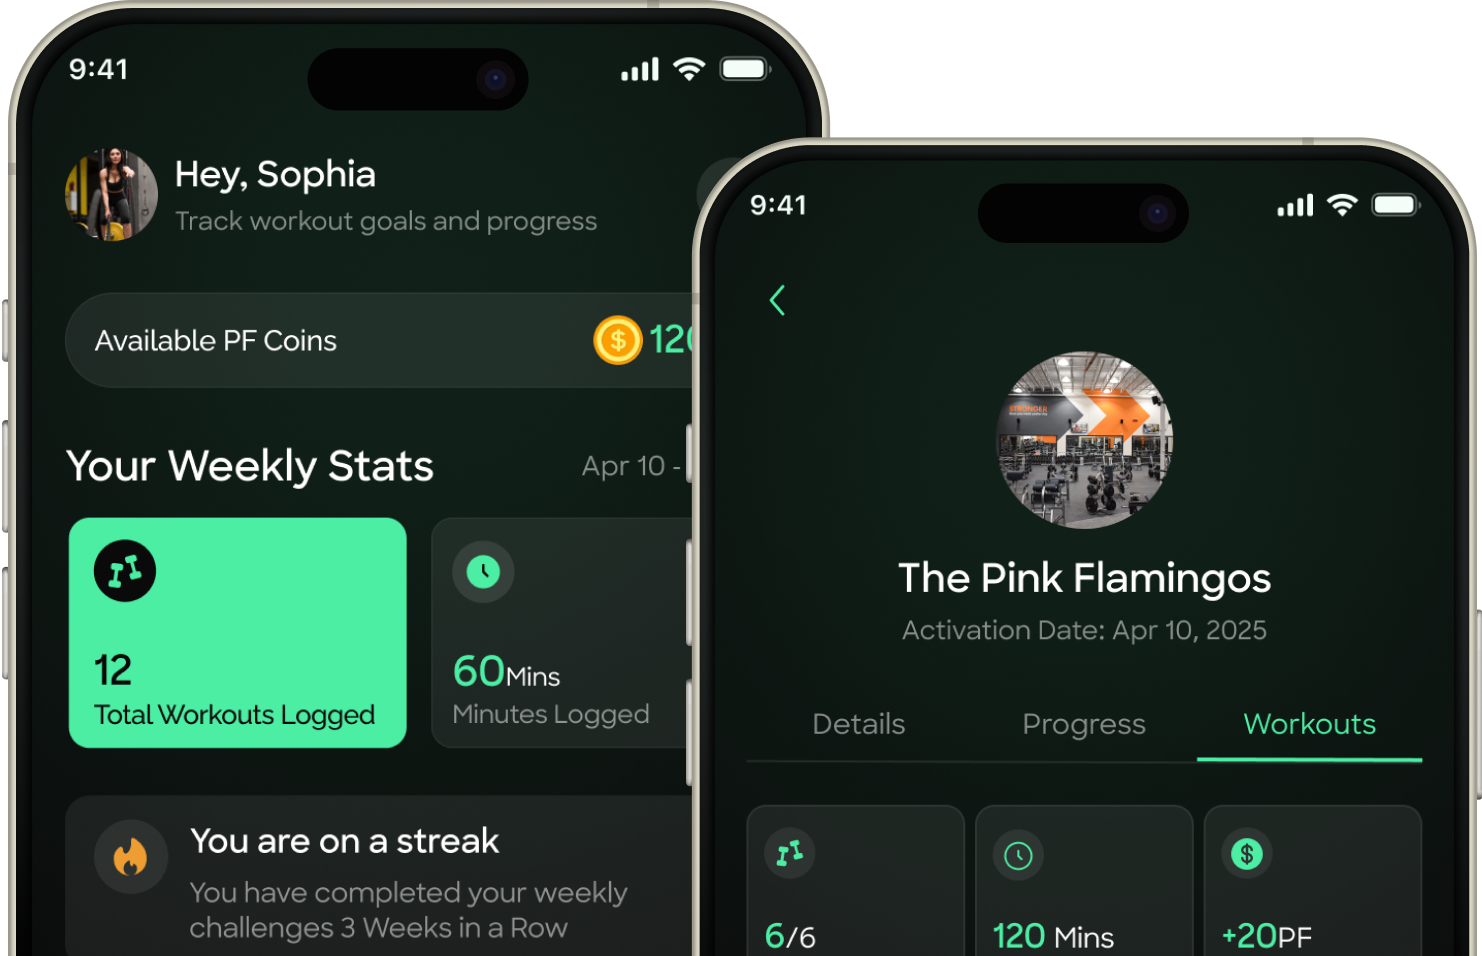 9:41
Hey, Sophia
Track workout goals and progress
Available PF Coins
$ 120
Your Weekly Stats
Apr 10 -
12
Total Workouts Logged
60Mins
Minutes Logged
You are on a streak
You have completed your weekly
challenges 3 Weeks in a Row
9:41
STRONGER
The Pink Flamingos
Activation Date: Apr 10, 2025
Details
Progress
Workouts
$
6/6
120 Mins
+20PF